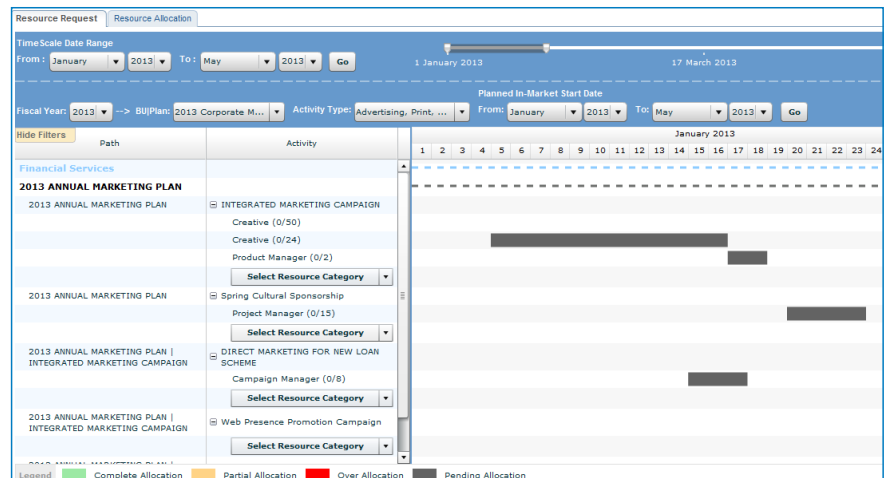 Resource Request Resource Allocation
TimeScale Date Range
From : January 2013 To : May 2013 Go
1 January 2013 17 March 2013
Planned In-Market Start Date
Fiscal Year: 2013 --> BU|Plan: 2013 Corporate M... Activity Type: Advertising, Print, ... From: January 2013 To: May 2013 Go
Hide Filters
Path Activity
January 2013
1 2 3 4 5 6 7 8 9 10 11 12 13 14 15 16 17 18 19 20 21 22 23 24
Financial Services
2013 ANNUAL MARKETING PLAN
2013 ANNUAL MARKETING PLAN INTEGRATED MARKETING CAMPAIGN
Creative (0/50)
Creative (0/24)
Product Manager (0/2)
Select Resource Category
2013 ANNUAL MARKETING PLAN Spring Cultural Sponsorship
Project Manager (0/15)
Select Resource Category
2013 ANNUAL MARKETING PLAN | DIRECT MARKETING FOR NEW LOAN
INTEGRATED MARKETING CAMPAIGN SCHEME
Campaign Manager (0/8)
Select Resource Category
2013 ANNUAL MARKETING PLAN |
INTEGRATED MARKETING CAMPAIGN Web Presence Promotion Campaign
Select Resource Category
2013 ANNUAL MARKETING PLAN |
Legend Complete Allocation Partial Allocation Over Allocation Pending Allocation